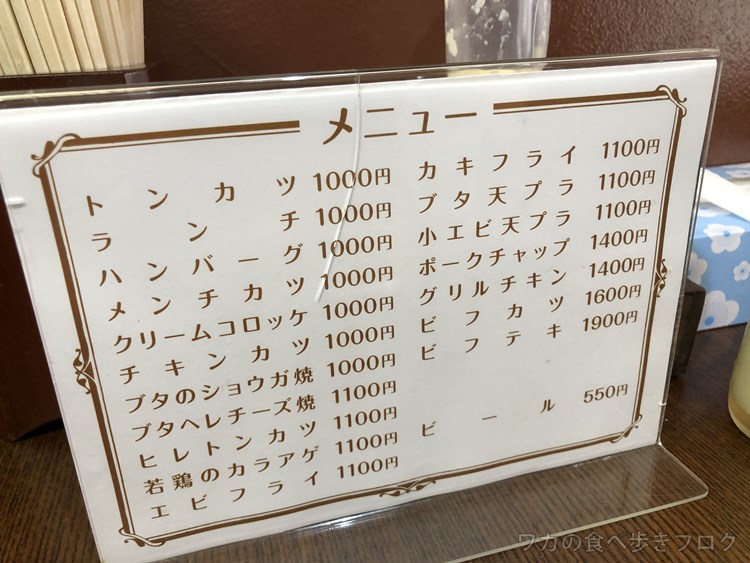 メニュー
トンカツ 1000円
ランチ 1000円
ハンバーグ 1000円
メンチカツ 1000円
クリームコロッケ 1000円
チキンカツ 1000円
ブタのショウガ焼 1000円
ブタヘレチーズ焼 1100円
ヒレトンカツ 1100円
若鶏のカラアゲ 1100円
エビフライ 1100円
カキフライ 1100円
ブタ天プラ 1100円
小エビ天プラ 1100円
ポークチャップ 1400円
グリルチキン 1400円
ビフカツ 1600円
ビフテキ 1900円
ビール 550円
ワカの食べ歩きブログ